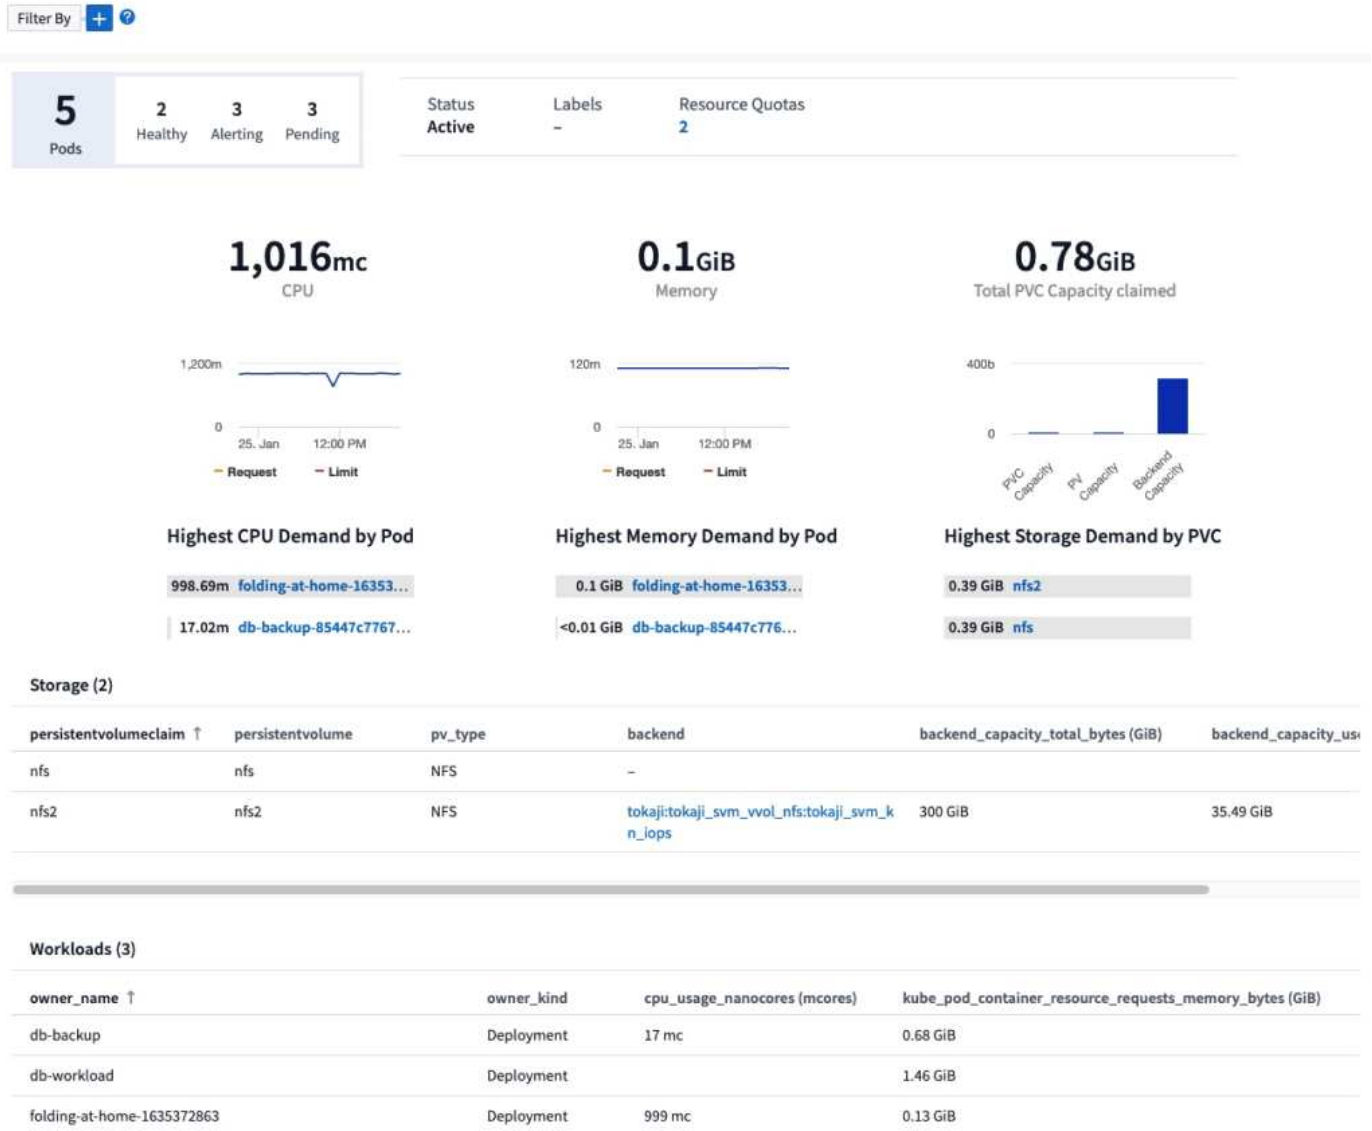 Filter By + ?
5
Pods
2 3 3
Healthy Alerting Pending
Status Labels Resource Quotas
Active – 2
1,016mc
CPU
0.1GiB
Memory
0.78GiB
Total PVC Capacity claimed
1,200m
0
25. Jan 12:00 PM
Request Limit
120m
0
25. Jan 12:00 PM
Request Limit
400b
0
PVC
Capacity
PV
Capacity
Backend
Capacity
Highest CPU Demand by Pod
998.69m folding-at-home-16353...
17.02m db-backup-85447c7767...
Highest Memory Demand by Pod
0.1 GiB folding-at-home-16353...
<0.01 GiB db-backup-85447c776...
Highest Storage Demand by PVC
0.39 GiB nfs2
0.39 GiB nfs
Storage (2)
persistentvolumeclaim ↑ persistentvolume pv_type backend backend_capacity_total_bytes (GiB) backend_capacity_us
nfs nfs NFS –
nfs2 nfs2 NFS tokaji:tokaji_svm_vvol_nfs:tokaji_svm_k 300 GiB 35.49 GiB
n_iops
Workloads (3)
owner_name ↑ owner_kind cpu_usage_nanocores (mcores) kube_pod_container_resource_requests_memory_bytes (GiB)
db-backup Deployment 17 mc 0.68 GiB
db-workload Deployment 1.46 GiB
folding-at-home-1635372863 Deployment 999 mc 0.13 GiB